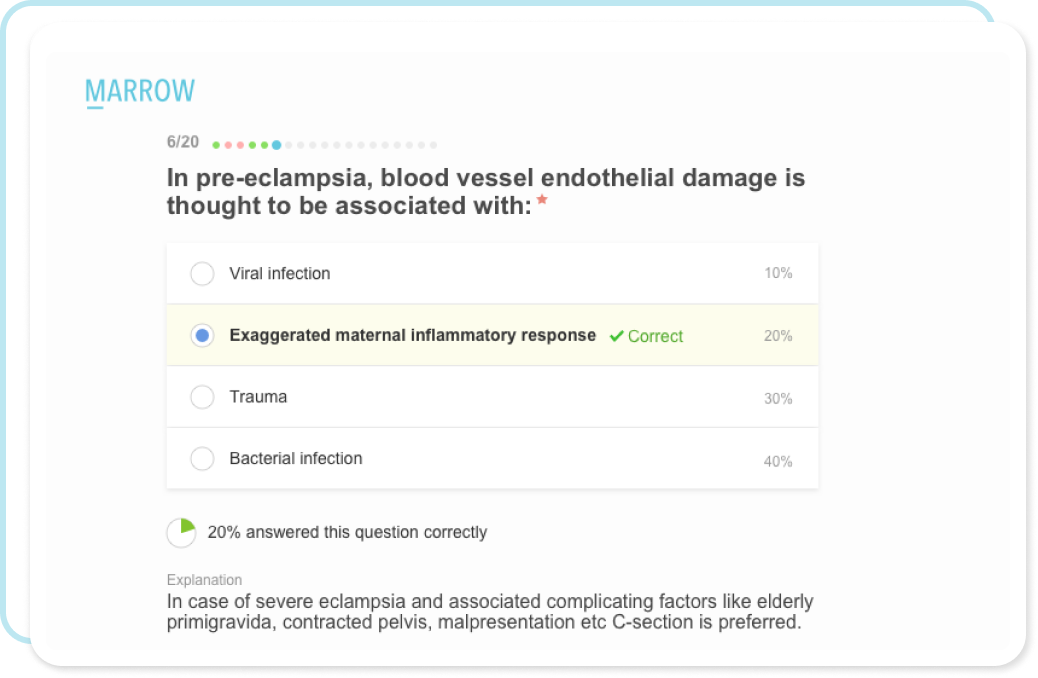 MARROW
6/20
In pre-eclampsia, blood vessel endothelial damage is
thought to be associated with: *
Viral infection 10%
Exaggerated maternal inflammatory response ✓ Correct 20%
Trauma 30%
Bacterial infection 40%
20% answered this question correctly
Explanation
In case of severe eclampsia and associated complicating factors like elderly
primigravida, contracted pelvis, malpresentation etc C-section is preferred.